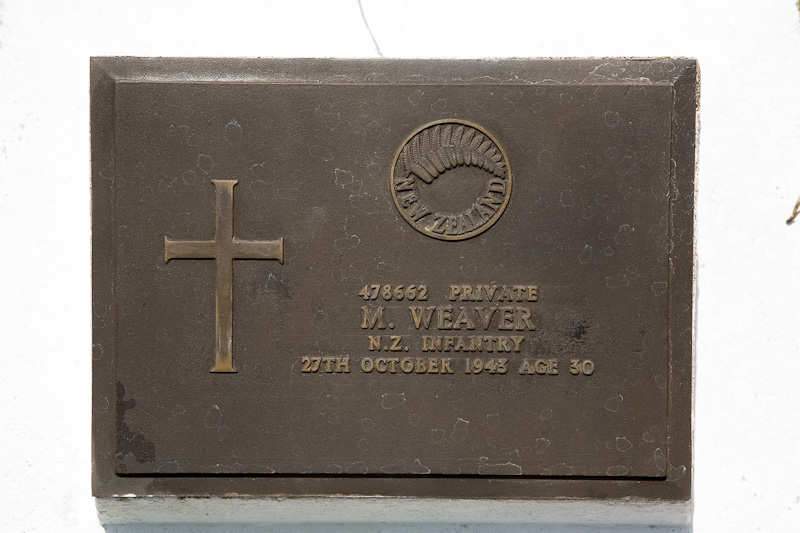 NEW ZEALAND
478662 PRIVATE
M. WEAVER
N.Z. INFANTRY
27TH OCTOBER 1943 AGE 30